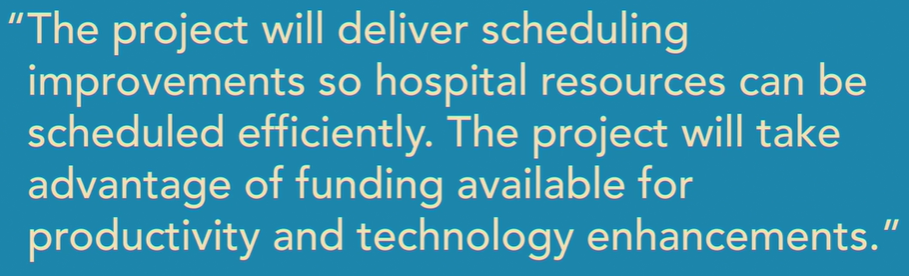 “The project will deliver scheduling
improvements so hospital resources can be
scheduled efficiently. The project will take
advantage of funding available for
productivity and technology enhancements.”